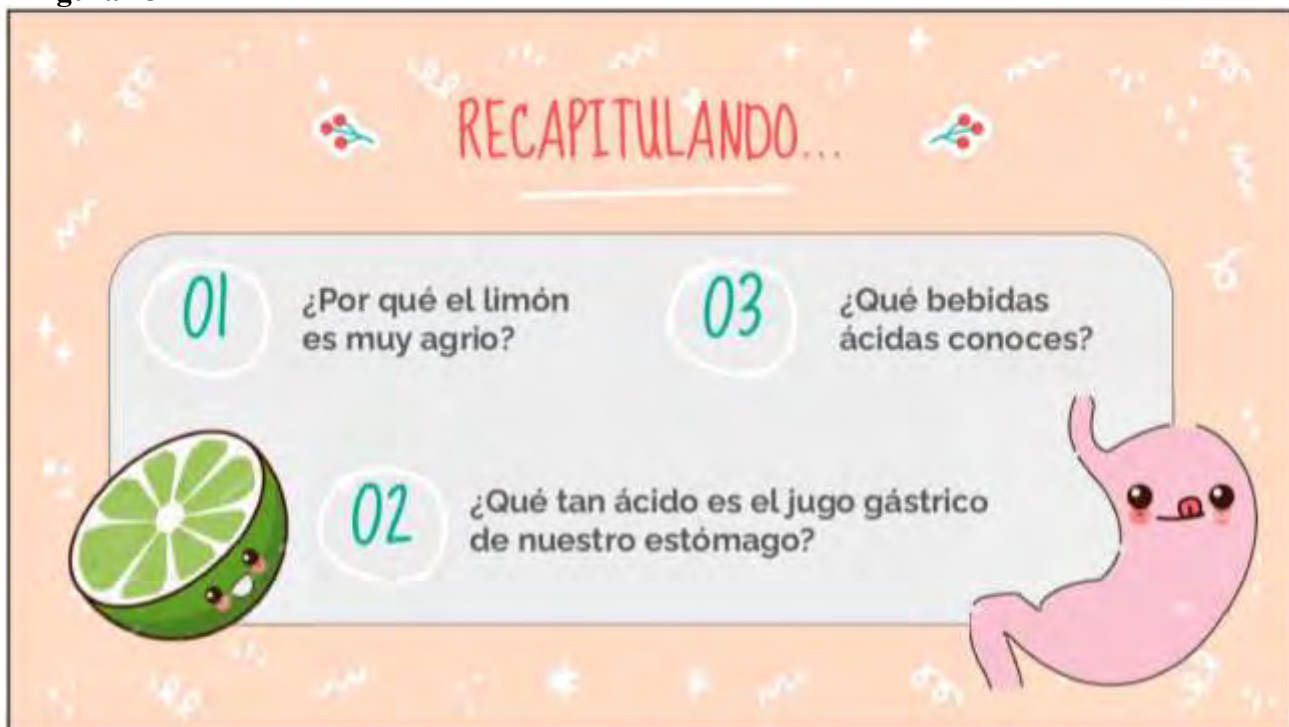 RECAPITULANDO...
01
¿Por qué el limón
es muy agrio?
03
¿Qué bebidas
ácidas conoces?
02
¿Qué tan ácido es el jugo gástrico
de nuestro estómago?